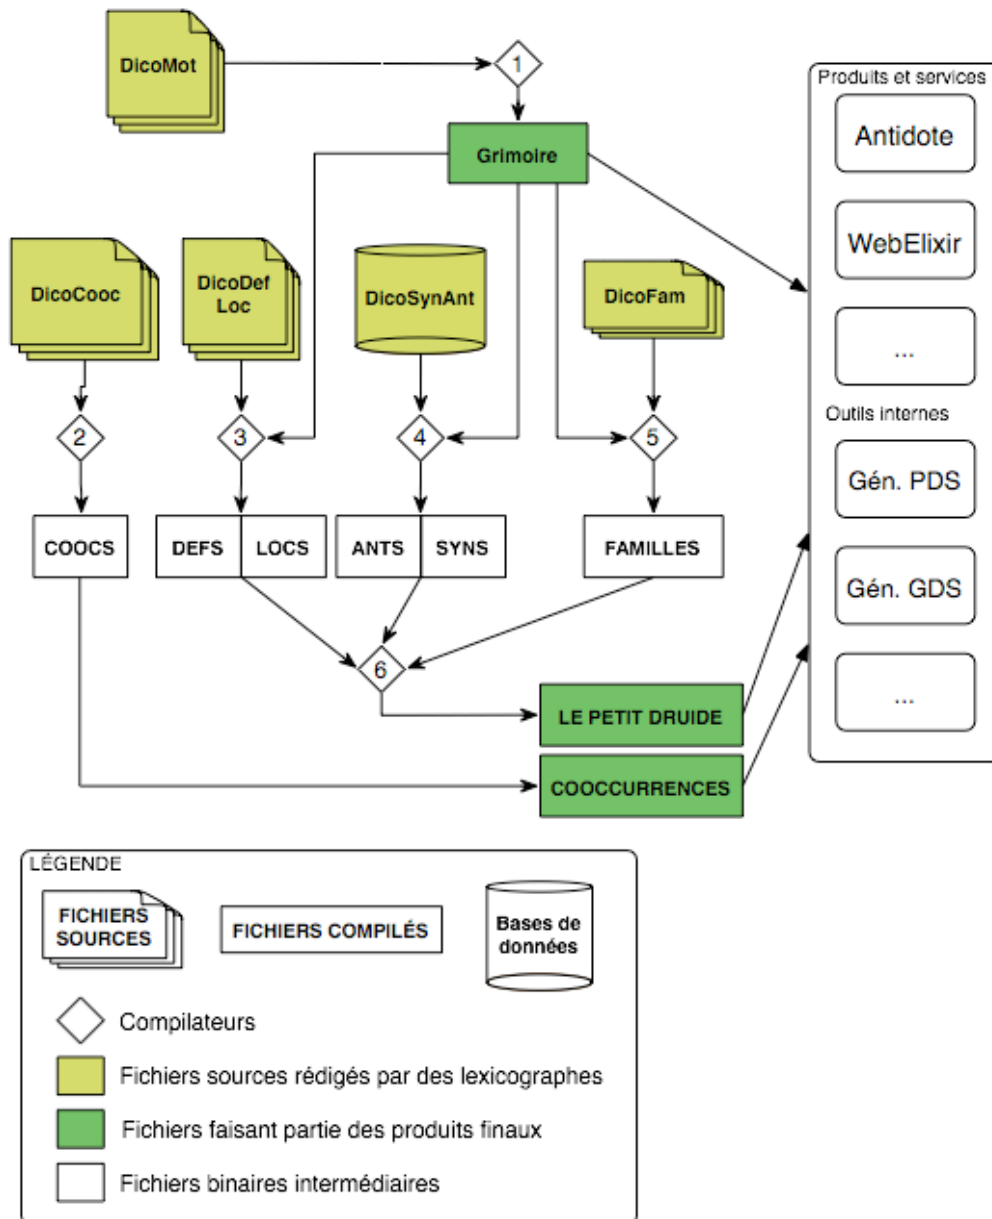 DicoMot
1
Produits et services
Grimoire
Antidote
WebElixir
...
DicoCooc
DicoDef
Loc
DicoSynAnt
DicoFam
2
3
4
5
Outils internes
Gén. PDS
Gén. GDS
...
COOCS
DEFS
LOCS
ANTS
SYNS
FAMILLES
6
LE PETIT DRUIDE
COOCCURRENCES
LÉGENDE
FICHIERS
SOURCES
FICHIERS COMPILÉS
Bases de
données
Compilateurs
Fichiers sources rédigés par des lexicographes
Fichiers faisant partie des produits finaux
Fichiers binaires intermédiaires